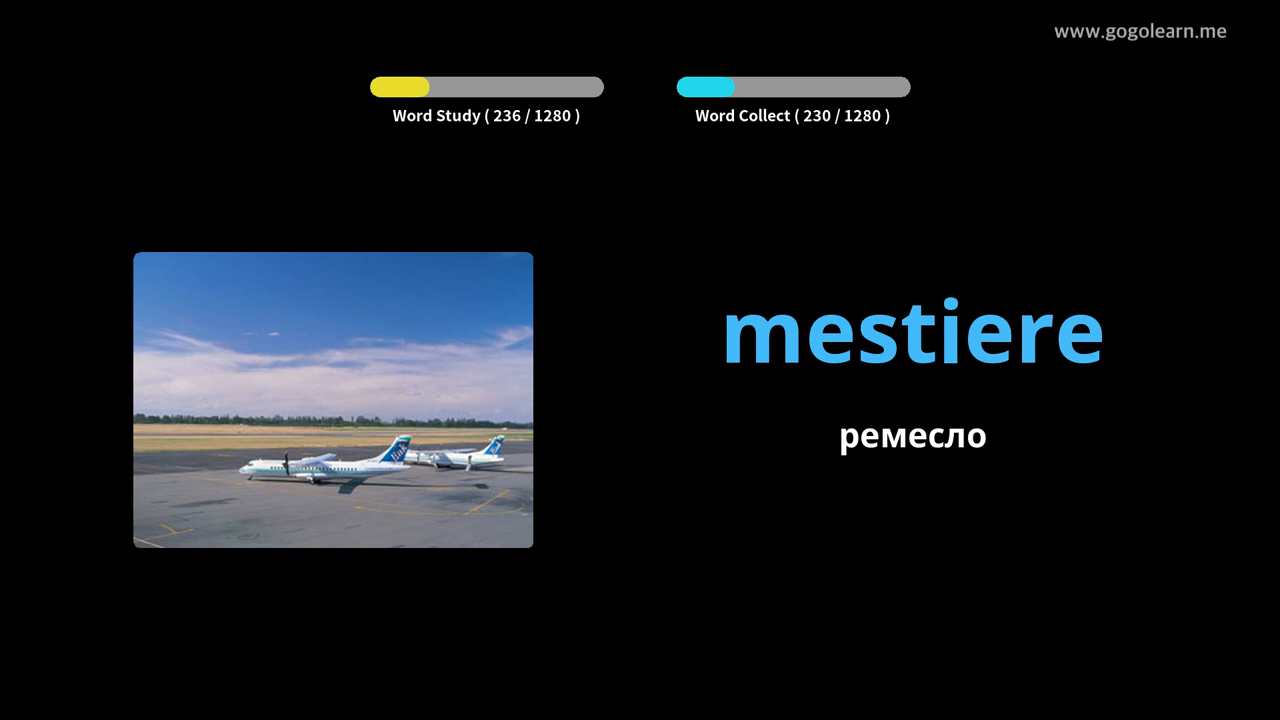 www.gogolearn.me
Word Study ( 236 / 1280 )
Word Collect ( 230 / 1280 )
mestiere
ремесло